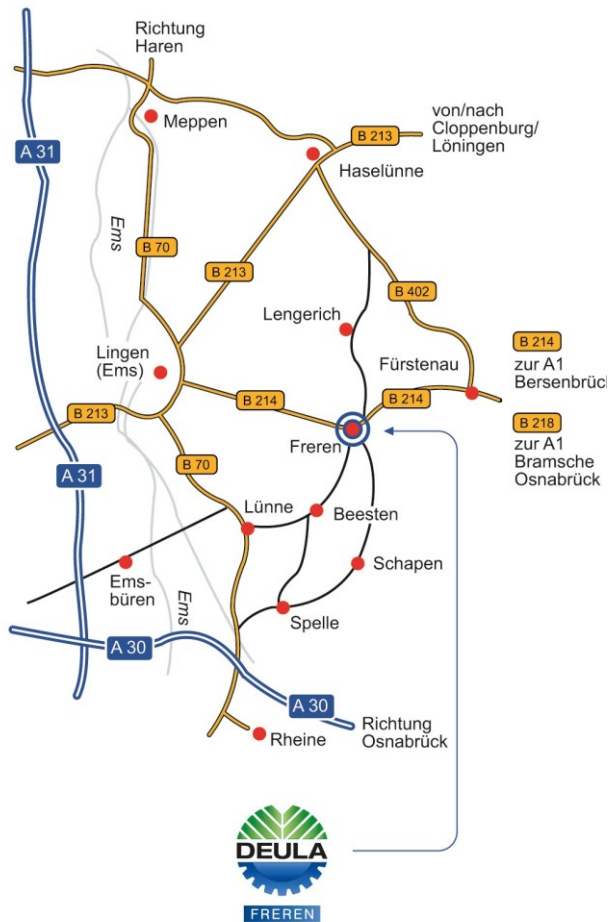 Richtung
Haren
A 31
Meppen
B 213
von/nach
Cloppenburg/
Löningen
Haselünne
Ems
B 70
B 213
B 402
Lengerich
Lingen
(Ems)
Fürstenau
B 214
zur A1
Bersenbrück
B 213
B 214
B 214
B 218
zur A1
Bramsche
Osnabrück
Freren
A 31
B 70
Lünne
Beesten
Schapen
Ems-
büren
Ems
Spelle
A 30
A 30
Richtung
Osnabrück
Rheine
DEULA
FREREN